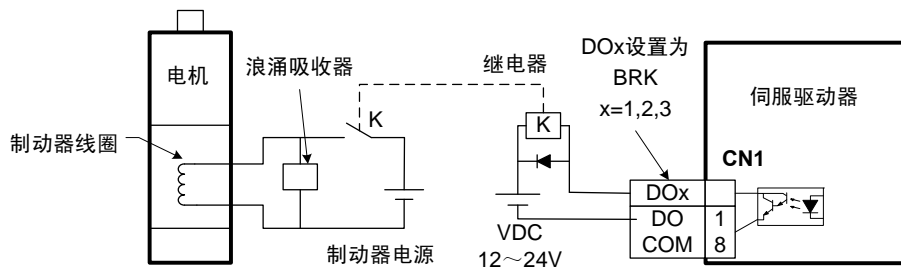 电机
浪涌吸收器
制动器线圈
K
制动器电源
继电器
K
VDC
12～24V
DOx设置为
BRK
x=1,2,3
伺服驱动器
CN1
DOx
DO 1
COM 8